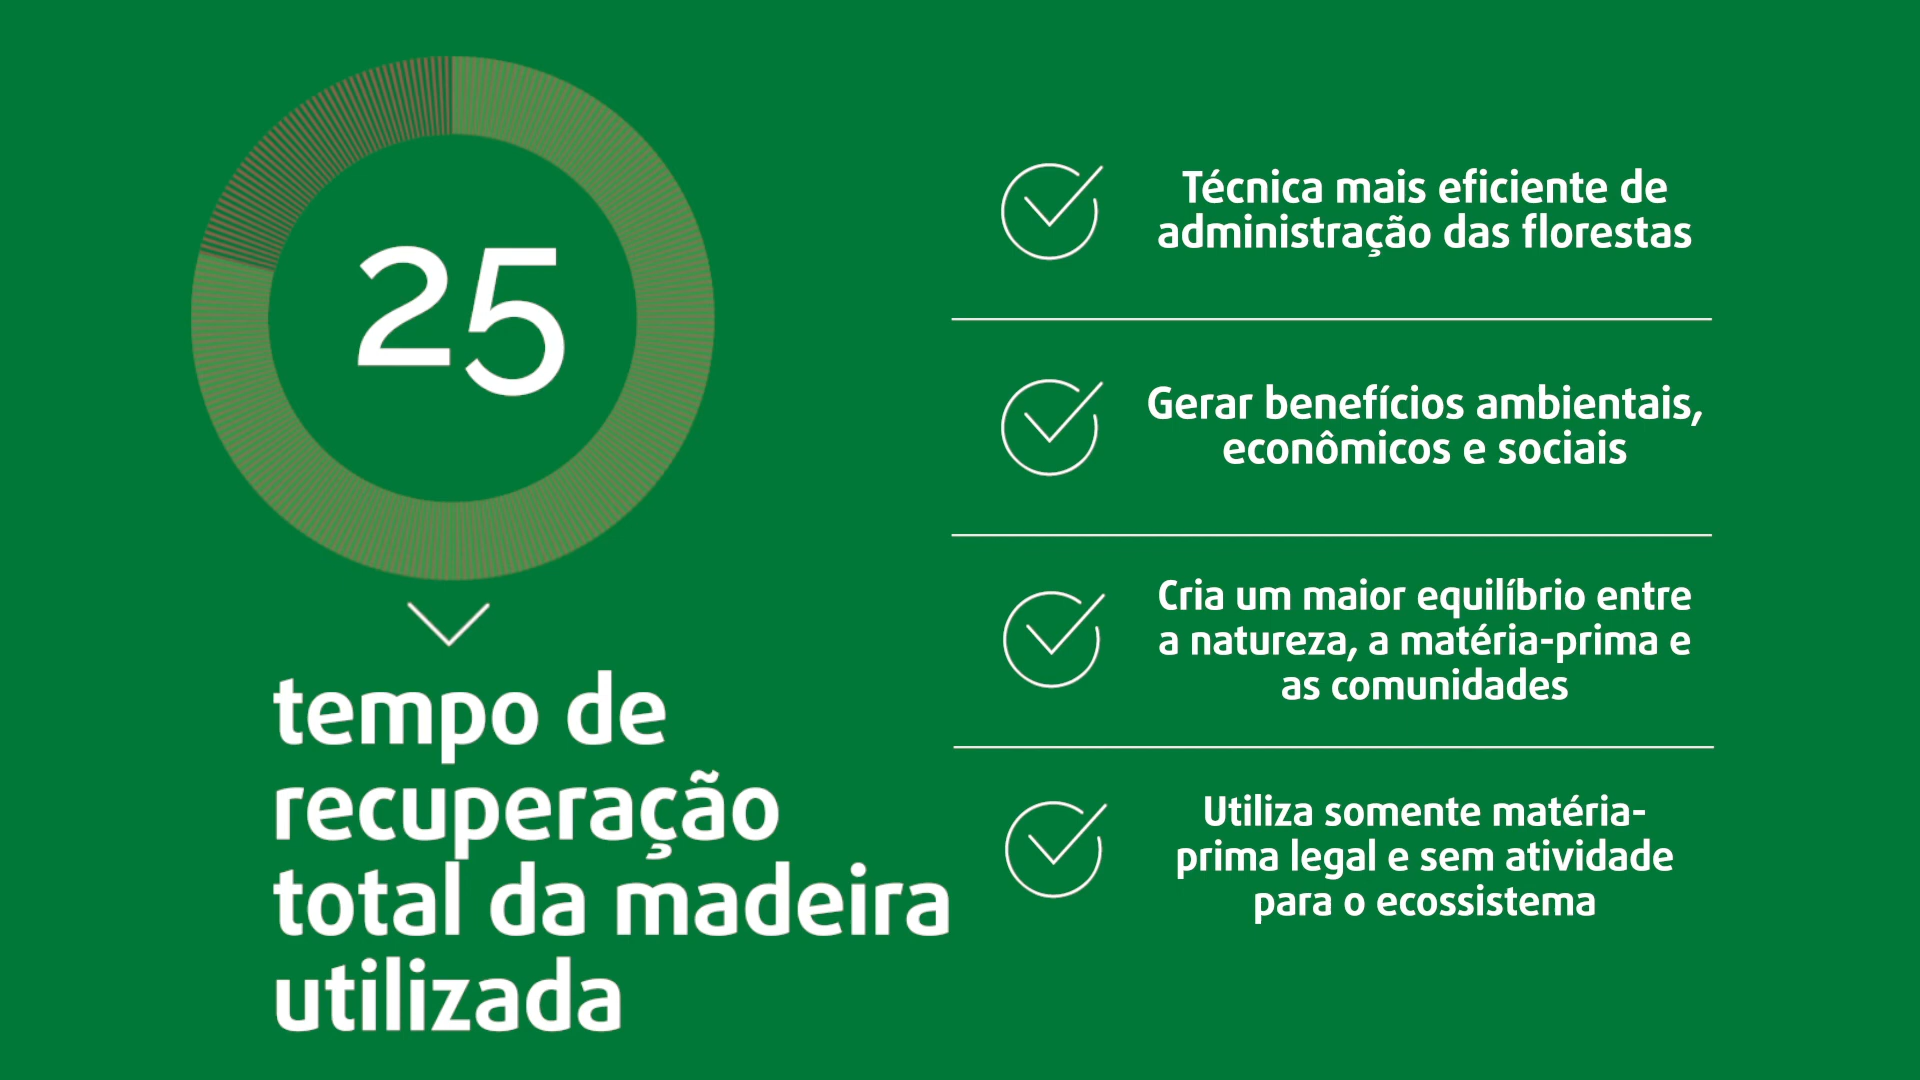 25
tempo de
recuperação
total da madeira
utilizada
Técnica mais eficiente de
administração das florestas
Gerar benefícios ambientais,
econômicos e sociais
Cria um maior equilíbrio entre
a natureza, a matéria-prima e
as comunidades
Utiliza somente matéria-
prima legal e sem atividade
para o ecossistema